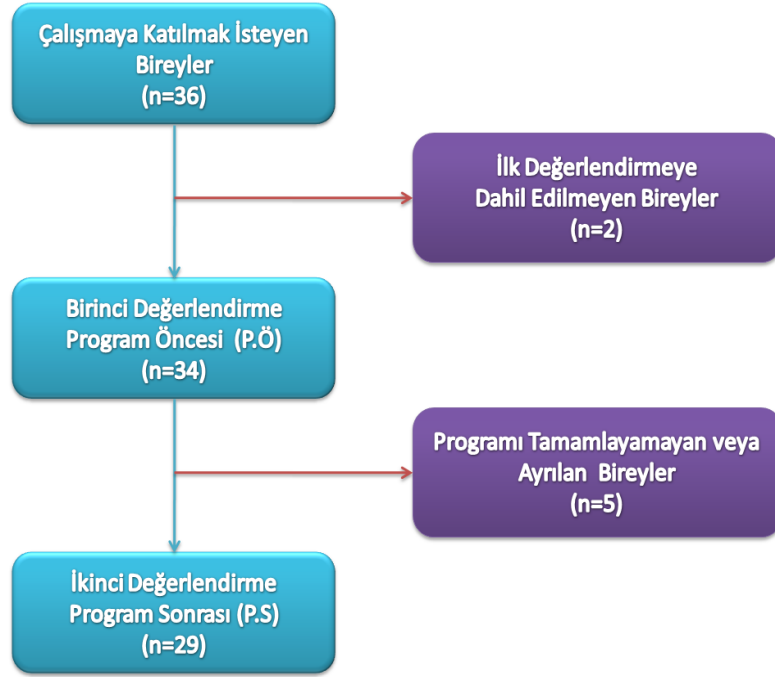 Çalışmaya Katılmak İsteyen
Bireyler
(n=36)
İlk Değerlendirmeye
Dahil Edilmeyen Bireyler
(n=2)
Birinci Değerlendirme
Program Öncesi (P.Ö)
(n=34)
Programı Tamamlayamayan veya
Ayrılan Bireyler
(n=5)
İkinci Değerlendirme
Program Sonrası (P.S)
(n=29)